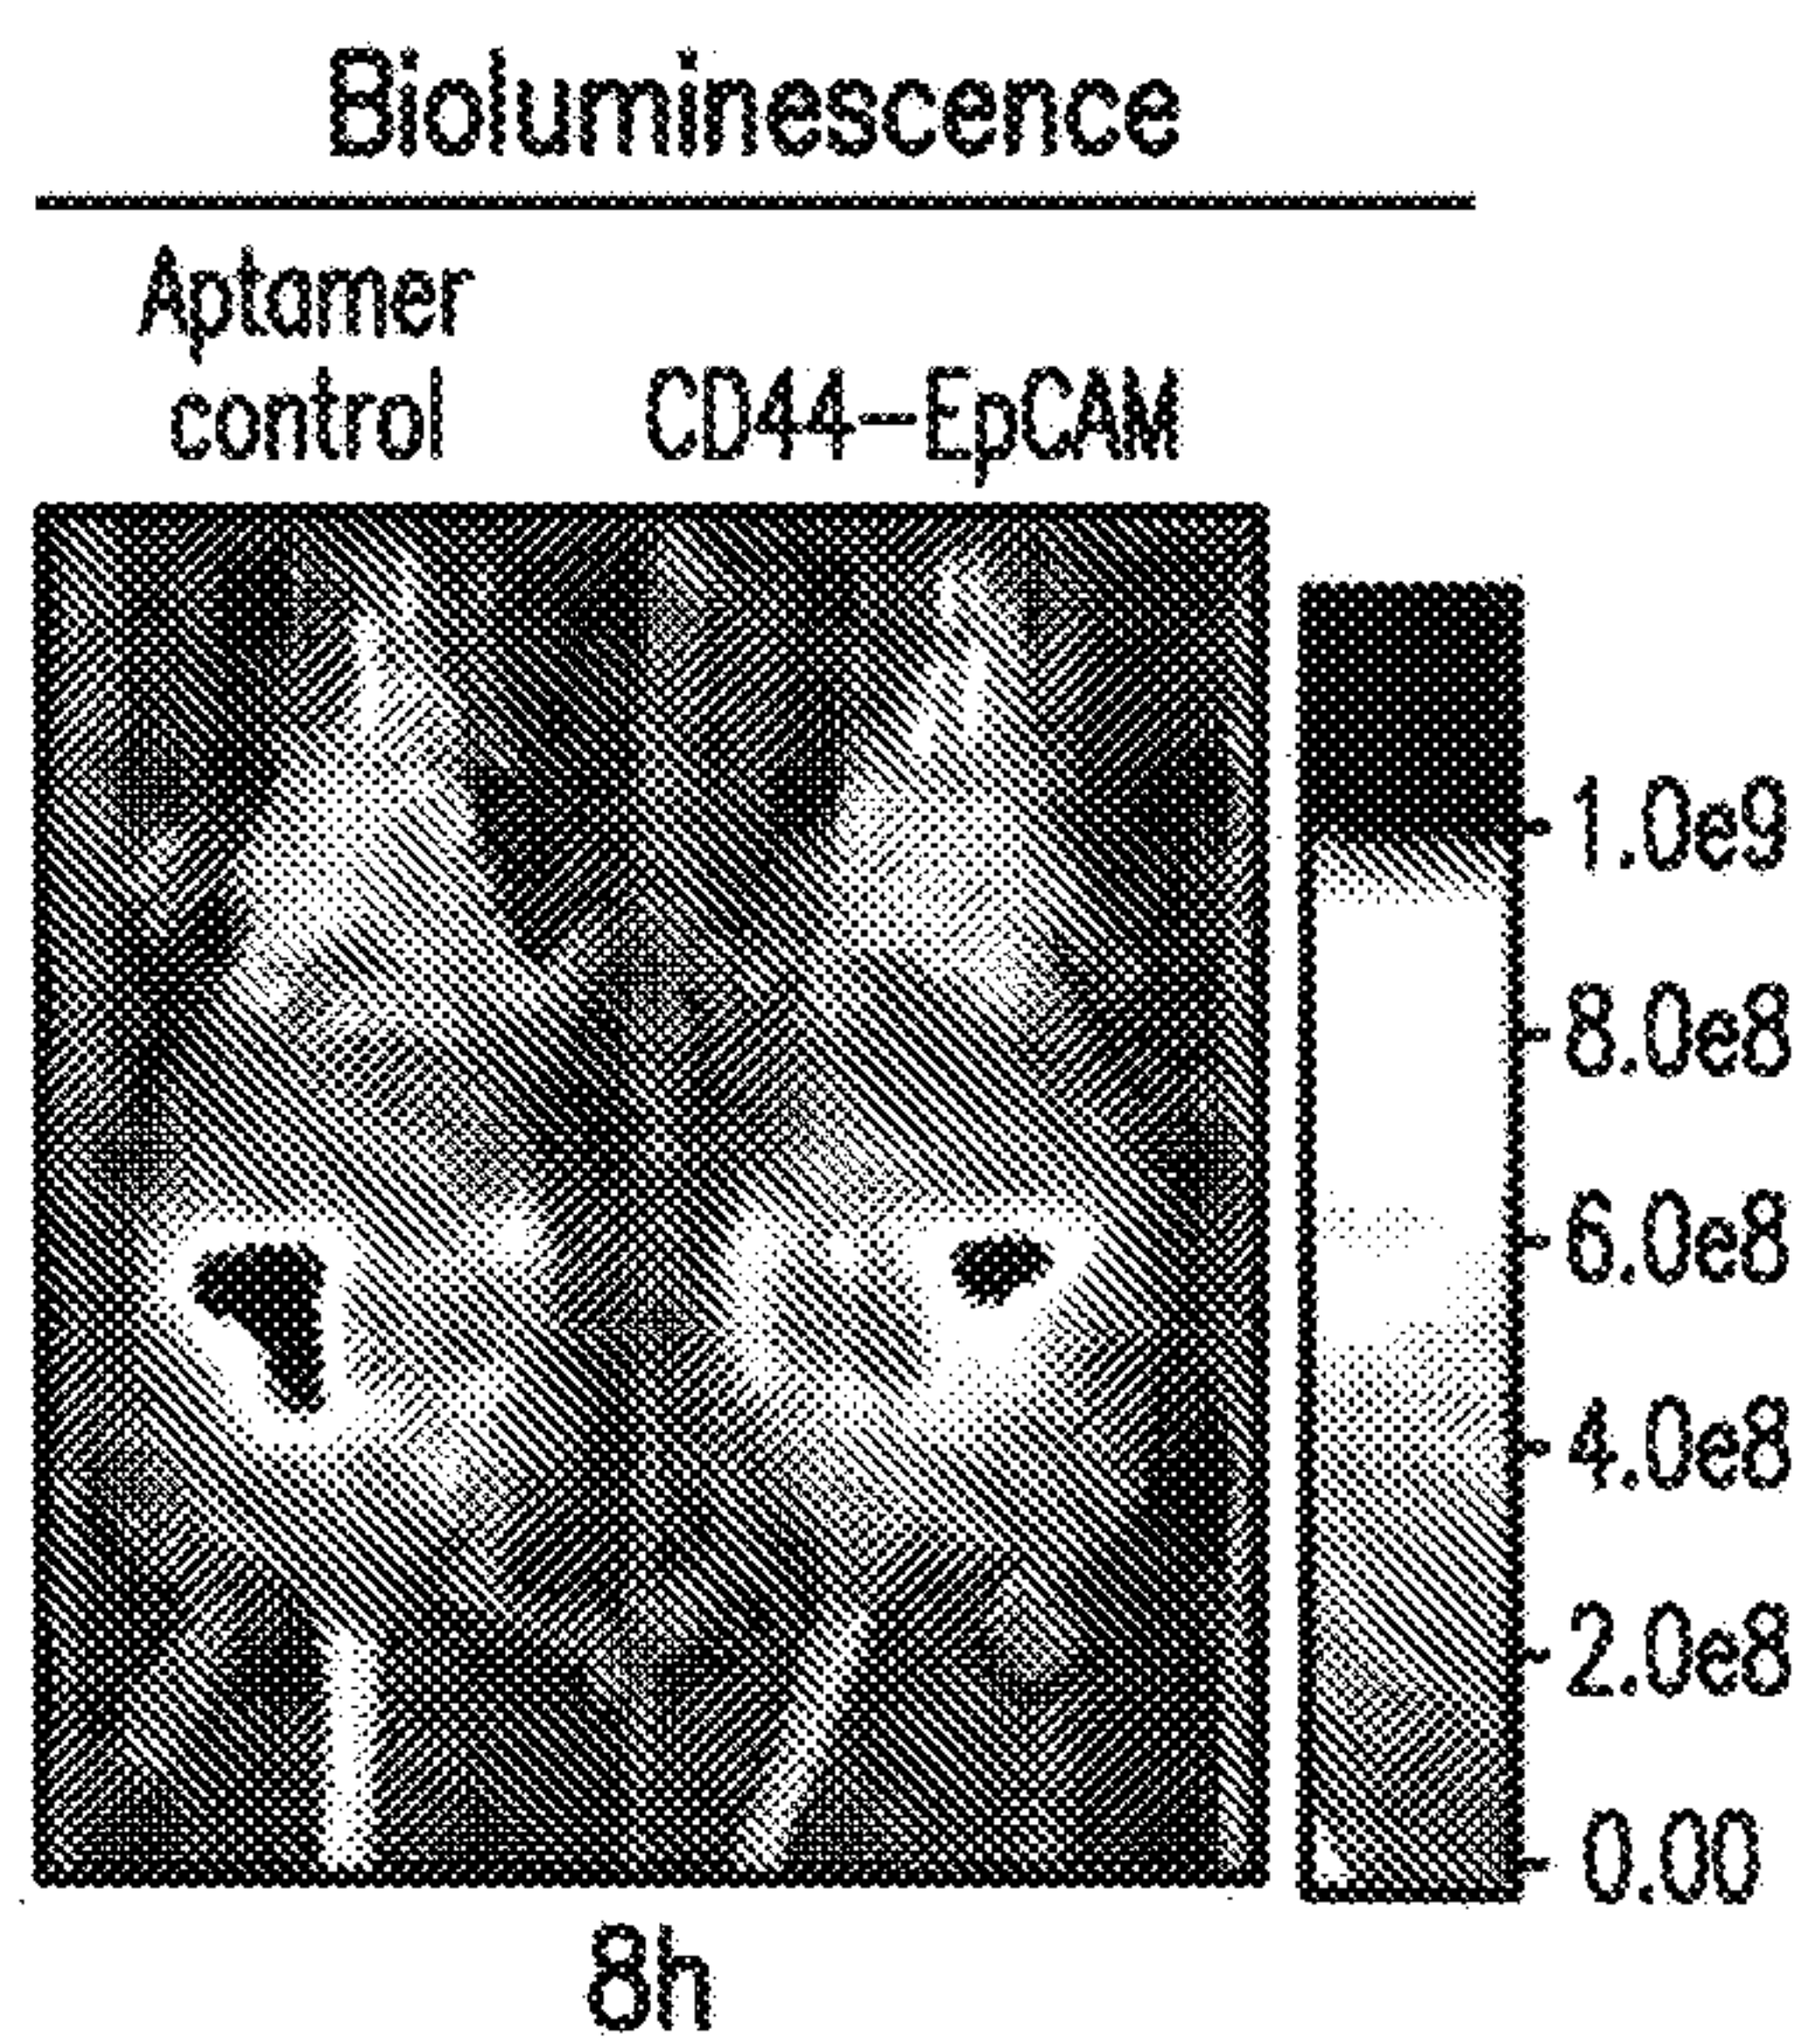 Bioluminescence
Aptamer
control
CD44-EpCAM
1.0e9
8.0e8
6.0e8
4.0e8
2.0e8
0.00
8h